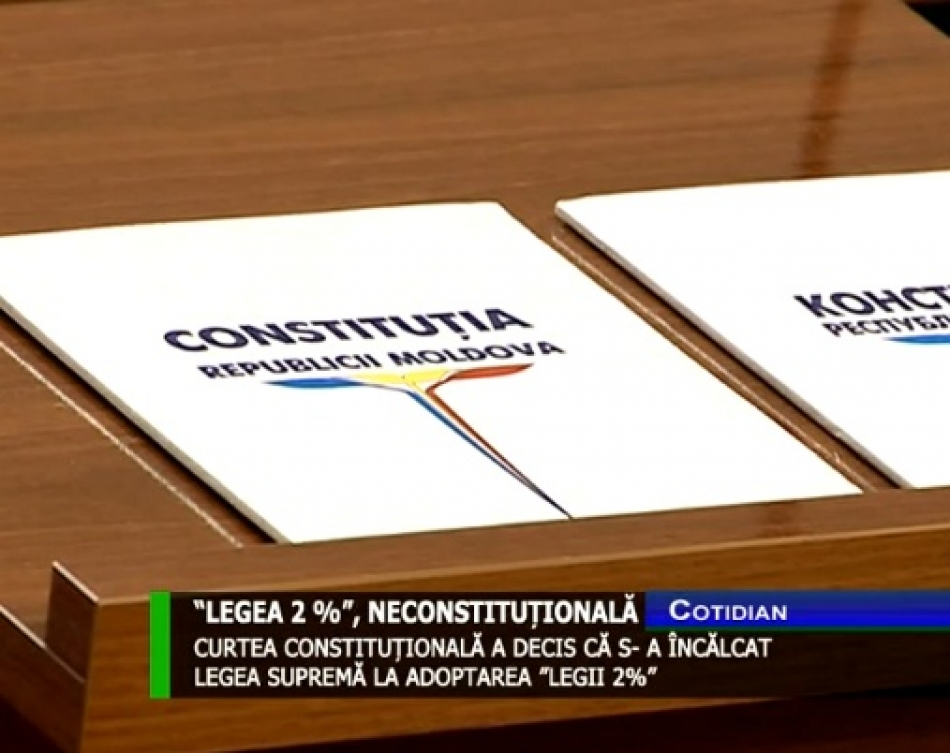 CONSTITUȚIA
REPUBLICII MOLDOVA
"LEGEA 2 %", NECONSTITUȚIONALĂ
COTIDIAN
CURTEA CONSTITUȚIONALĂ A DECIS CĂ S- A ÎNCĂLCAT
LEGEA SUPREMĂ LA ADOPTAREA "LEGII 2%"